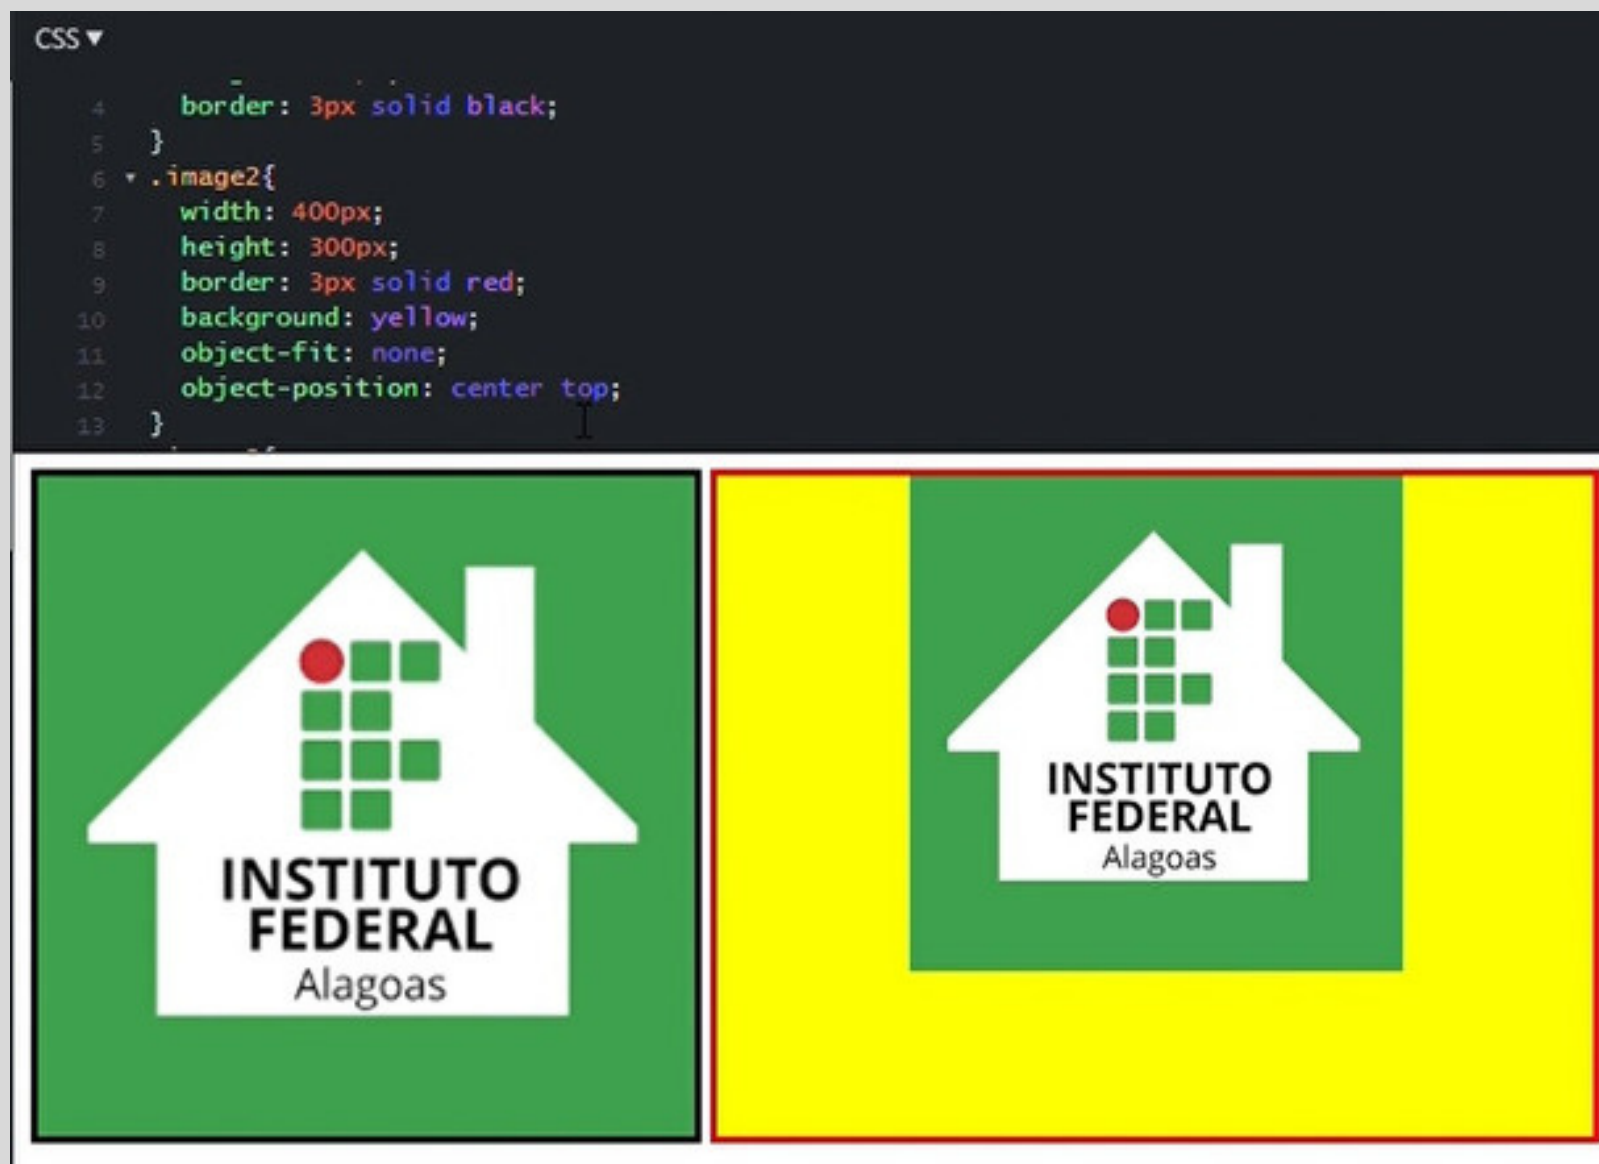 CSS ▼
4 border: 3px solid black;
5 }
6 ▾ .image2{
7 width: 400px;
8 height: 300px;
9 border: 3px solid red;
10 background: yellow;
11 object-fit: none;
12 object-position: center top;
13 }
INSTITUTO
FEDERAL
Alagoas
INSTITUTO
FEDERAL
Alagoas